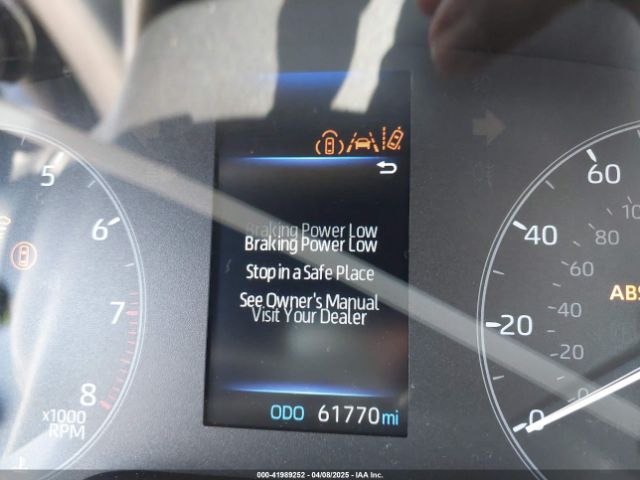 5
6
7
8
x1000
RPM
Braking Power Low
Braking Power Low
Stop in a Safe Place
See Owner's Manual
Visit Your Dealer
ODO 61770 mi
60
40
20
0
10
80
60
40
20
0
ABS
000-41989252 - 04/08/2025 - IAA Inc.